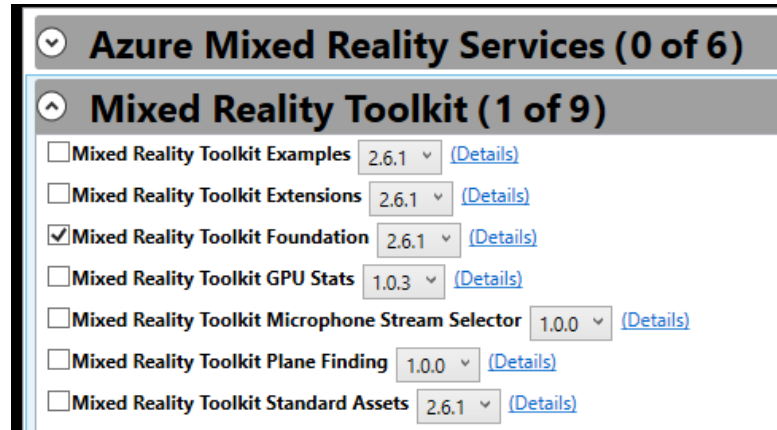 Azure Mixed Reality Services (0 of 6)
Mixed Reality Toolkit (1 of 9)
Mixed Reality Toolkit Examples 2.6.1 (Details)
Mixed Reality Toolkit Extensions 2.6.1 (Details)
Mixed Reality Toolkit Foundation 2.6.1 (Details)
Mixed Reality Toolkit GPU Stats 1.0.3 (Details)
Mixed Reality Toolkit Microphone Stream Selector 1.0.0 (Details)
Mixed Reality Toolkit Plane Finding 1.0.0 (Details)
Mixed Reality Toolkit Standard Assets 2.6.1 (Details)